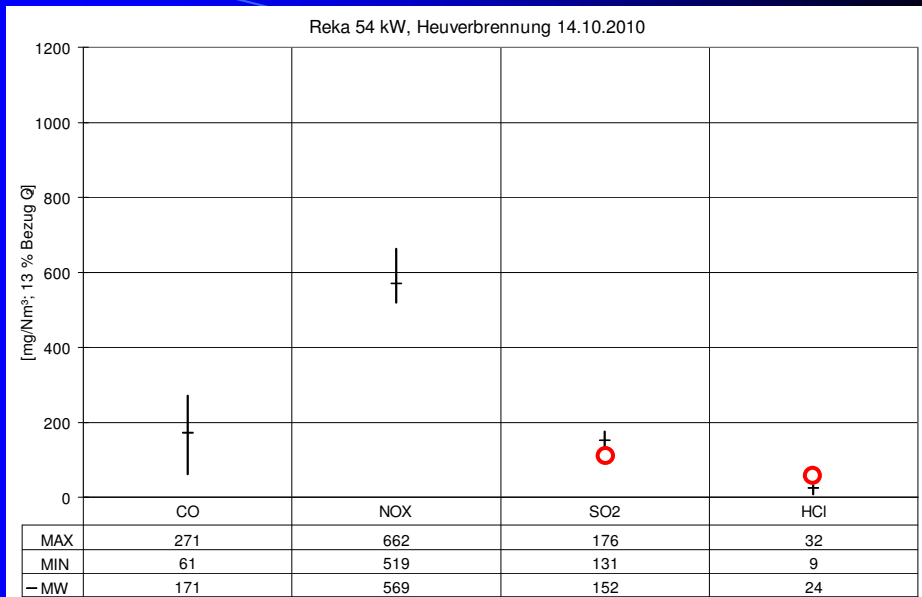 Reka 54 kW, Heuverbrennung 14.10.2010
[mg/Nm³; 13 % Bezug O2]
1200
1000
800
600
400
200
0
CO NOX SO2 HCl
MAX 271 662 176 32
MIN 61 519 131 9
MW 171 569 152 24